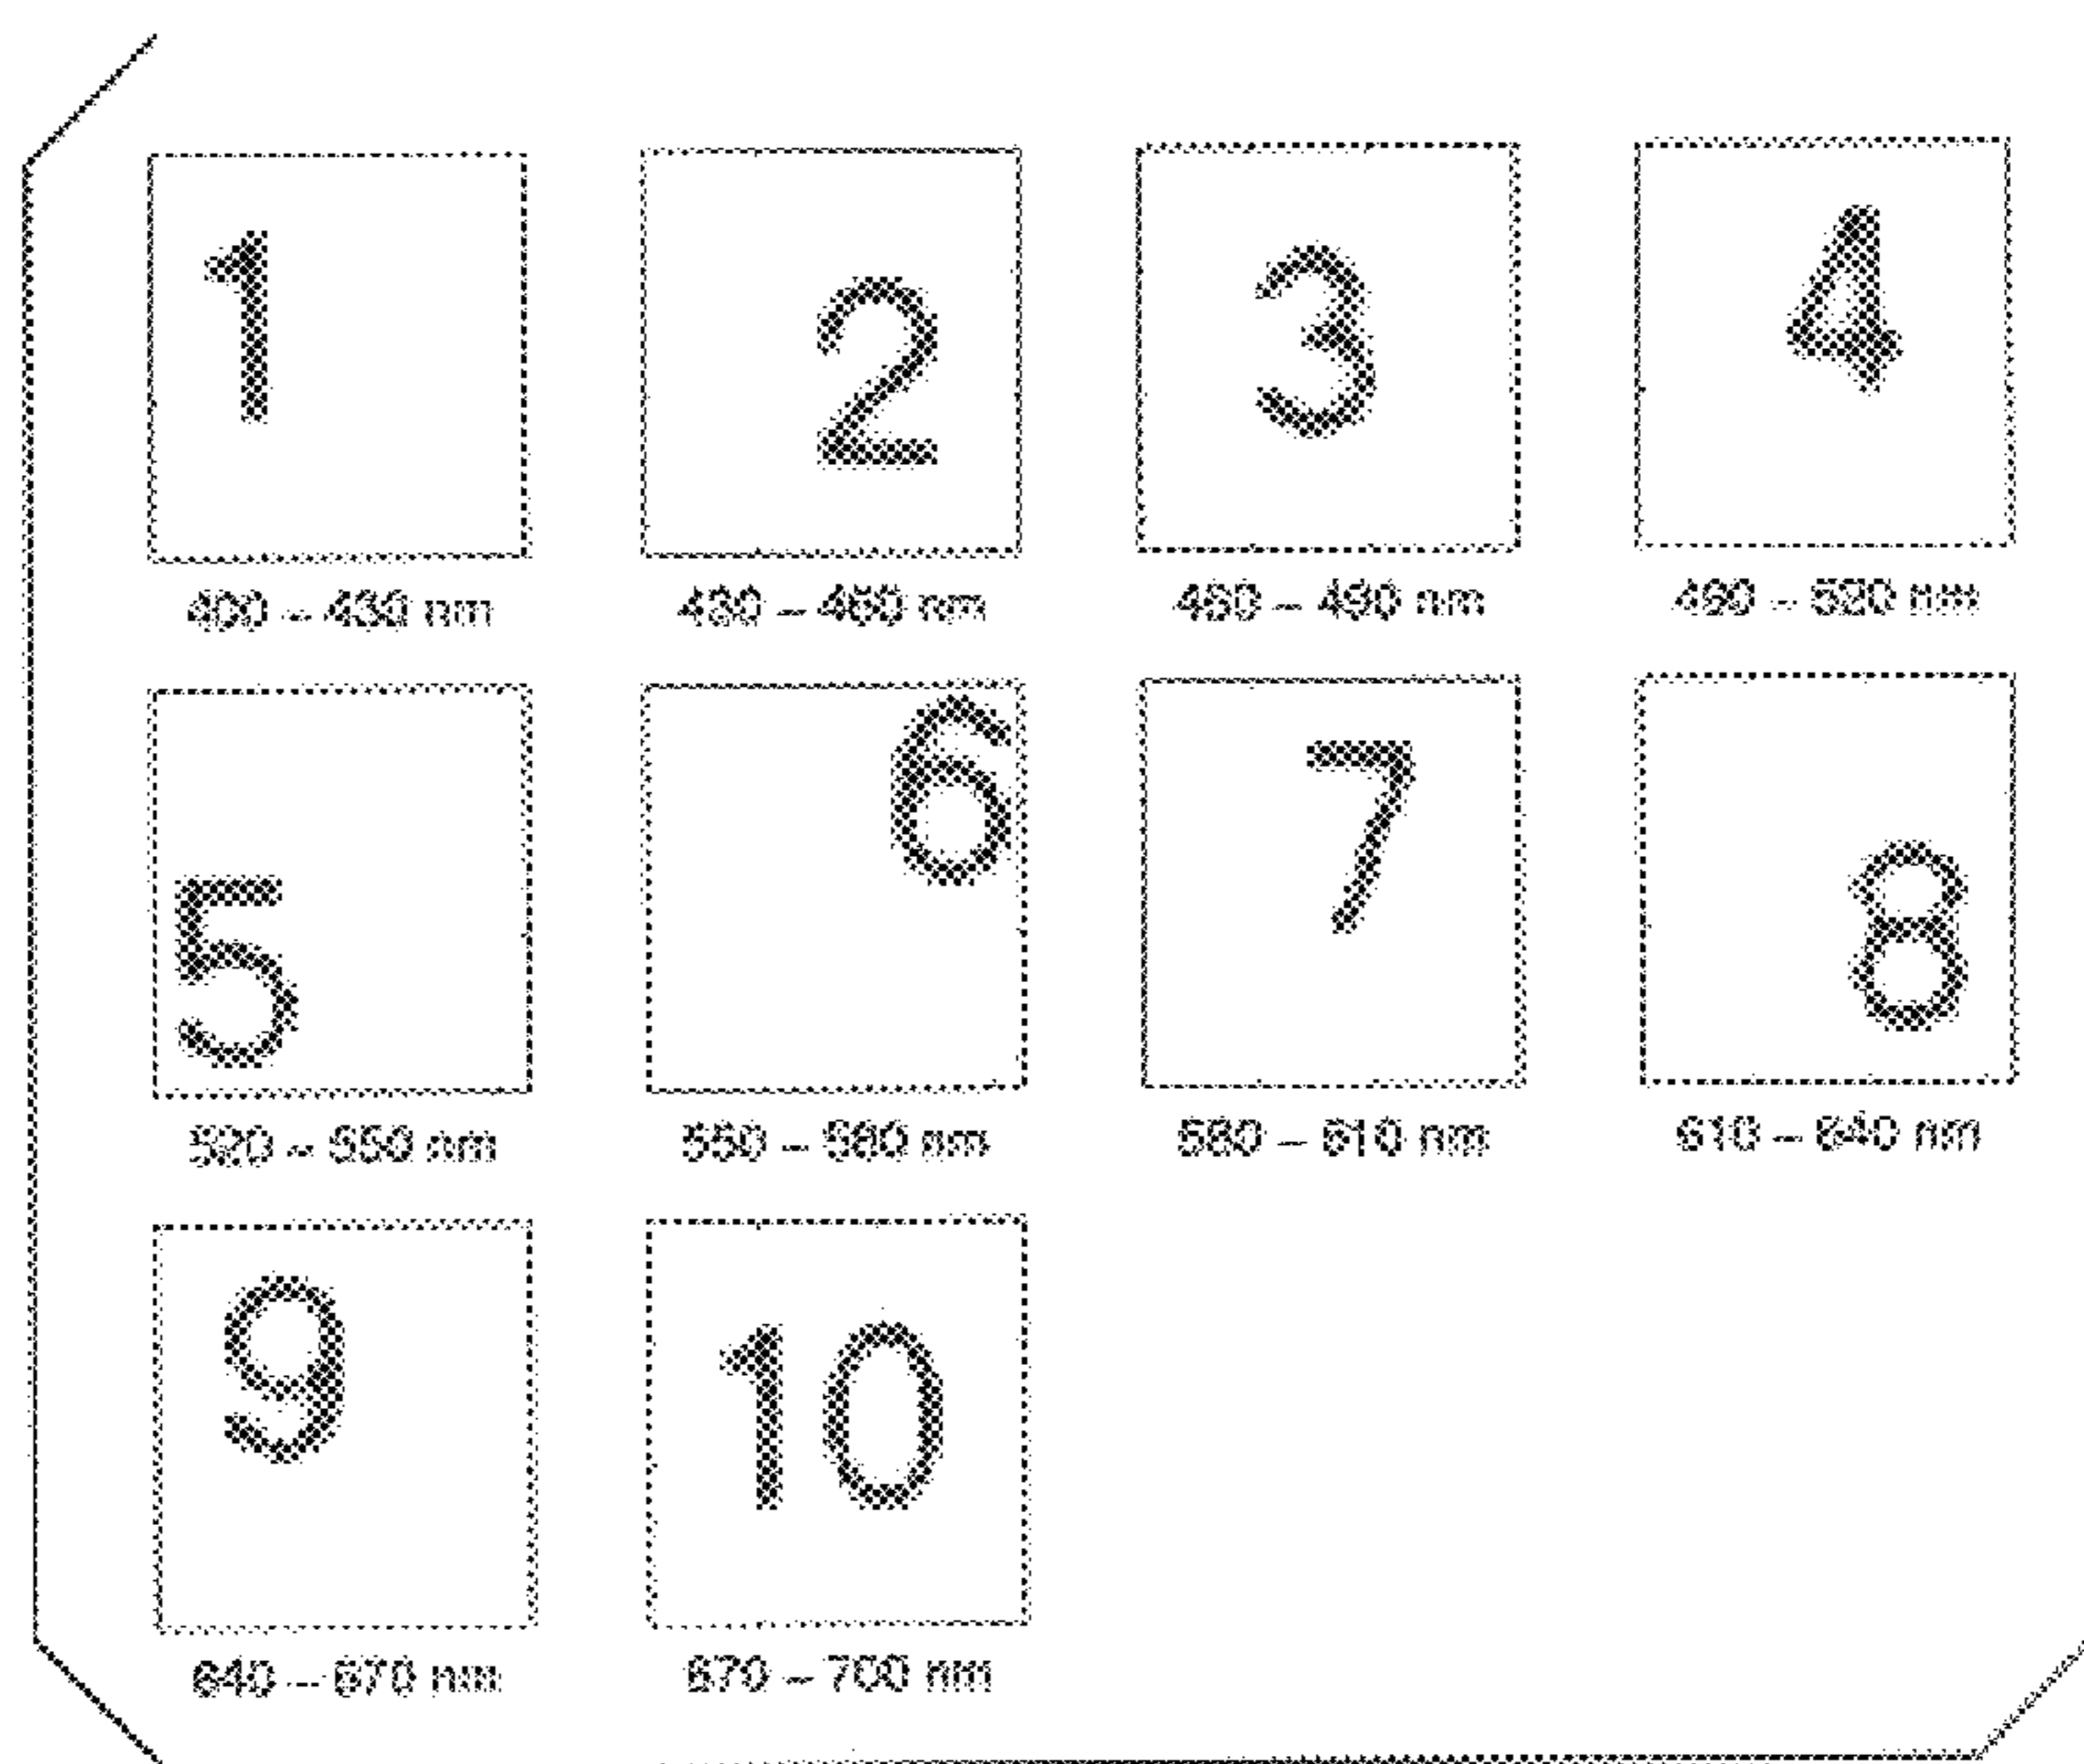 1 2 3 4
400 – 430 nm 430 – 460 nm 460 – 490 nm 490 – 520 nm
5 6 7 8
520 – 550 nm 550 – 580 nm 580 – 610 nm 610 – 640 nm
9 10
640 – 670 nm 670 – 700 nm